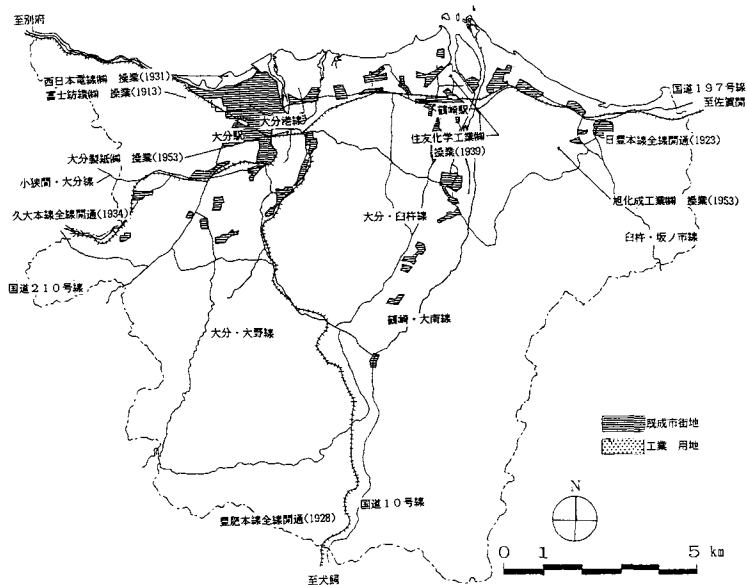 至別府
西日本電線㈱ 操業(1931)
富士紡績㈱ 操業(1913)
大分港線
大分駅
大分製紙㈱ 操業(1953)
小狭間・大分線
久大本線全線開通(1934)
国道210号線
大分・大野線
豊肥本線全線開通(1928)
至犬飼
国道10号線
鶴崎・大南線
大分・臼杵線
鶴崎駅
住友化学工業㈱
操業(1939)
国道197号線
至佐賀関
日豊本線全線開通(1923)
旭化成工業㈱ 操業(1953)
臼杵・坂ノ市線
既成市街地
工業 用地
N
0 1 5 km